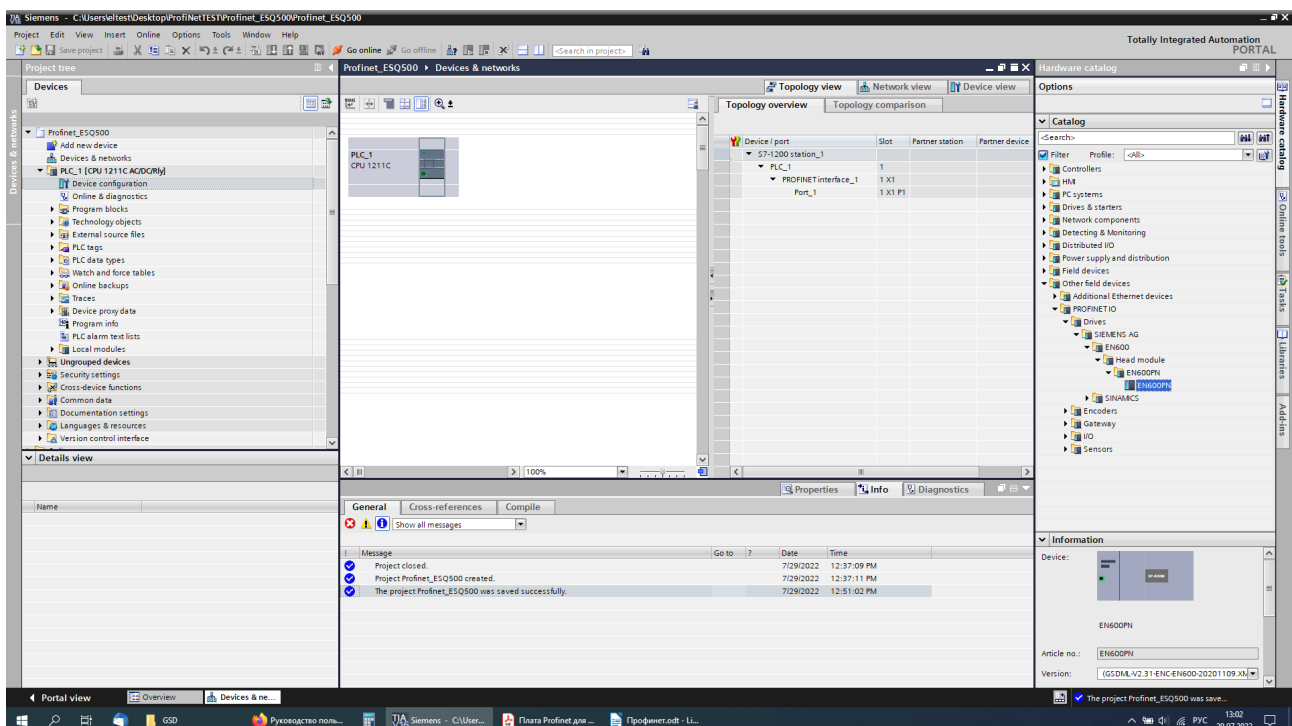 Siemens - C:\Users\eltest\Desktop\ProfiNetTEST\Profinet_ESQ500\Profinet_ESQ500
Project Edit View Insert Online Options Tools Window Help
Totally Integrated Automation
PORTAL
Save project Go online Go offline <Search in project>
Project tree
Devices
Devices & networks
Profinet_ESQ500
Add new device
Devices & networks
PLC_1 [CPU 1211C AC/DC/Rly]
Device configuration
Online & diagnostics
Program blocks
Technology objects
External source files
PLC tags
PLC data types
Watch and force tables
Online backups
Traces
Device proxy data
Program info
PLC alarm text lists
Local modules
Ungrouped devices
Security settings
Cross-device functions
Common data
Documentation settings
Languages & resources
Version control interface
Details view
Name
Profinet_ESQ500 Devices & networks
Topology view Network view Device view
PLC_1
CPU 1211C
100%
Topology overview Topology comparison
Device / port Slot Partner station Partner device
S7-1200 station_1
PLC_1 1
PROFINET interface_1 1 X1
Port_1 1 X1 P1
Properties Info Diagnostics
General Cross-references Compile
Show all messages
! Message Go to ? Date Time
Project closed. 7/29/2022 12:37:09 PM
Project Profinet_ESQ500 created. 7/29/2022 12:37:11 PM
The project Profinet_ESQ500 was saved successfully. 7/29/2022 12:51:02 PM
Hardware catalog
Options
Catalog
<Search>
Filter Profile: <All>
Controllers
HMI
PC systems
Drives & starters
Network components
Detecting & Monitoring
Distributed I/O
Power supply and distribution
Field devices
Other field devices
Additional Ethernet devices
PROFINET IO
Drives
SIEMENS AG
EN600
Head module
EN600PN
EN600PN
SINAMICS
Encoders
Gateway
I/O
Sensors
Information
Device:
EN600PN
Article no.: EN600PN
Version: (GSDML-V2.31-ENC-EN600-20201109.XM
Hardware catalog
Online tools
Tasks
Libraries
Add-ins
Portal view Overview Devices & ne...
The project Profinet_ESQ500 was save...
GSD Руководство поль... Siemens - C:\User... Плата Profinet для ... Профинет.odt - Li...
РУС 13:02